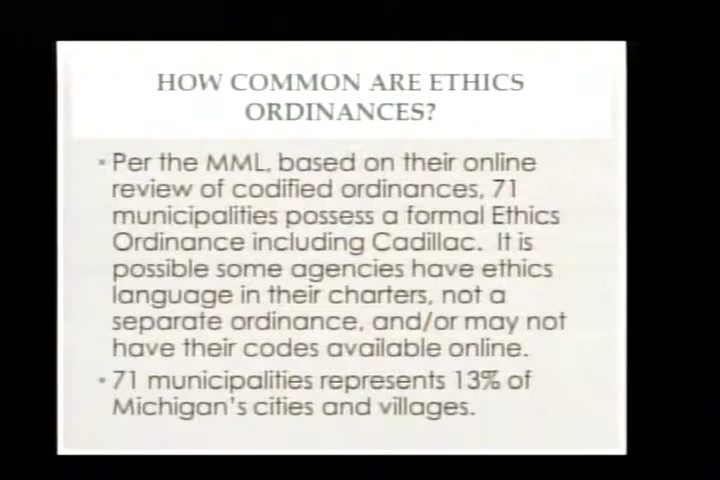 HOW COMMON ARE ETHICS
ORDINANCES?
• Per the MML, based on their online
review of codified ordinances, 71
municipalities possess a formal Ethics
Ordinance including Cadillac.  It is
possible some agencies have ethics
language in their charters, not a
separate ordinance, and/or may not
have their codes available online.
• 71 municipalities represents 13% of
Michigan's cities and villages.